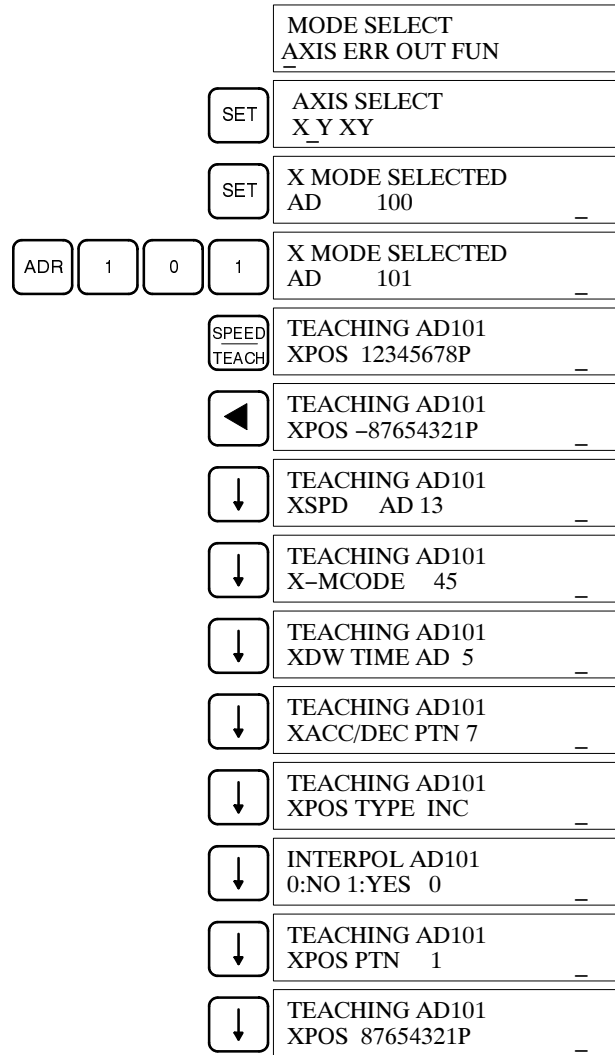 MODE SELECT
AXIS ERR OUT FUN
SET
AXIS SELECT
X_Y XY
SET
X MODE SELECTED
AD 100 _
ADR 1 0 1
X MODE SELECTED
AD 101 _
SPEED
TEACH
TEACHING AD101
XPOS 12345678P _
TEACHING AD101
XPOS –87654321P _
TEACHING AD101
XSPD AD 13 _
TEACHING AD101
X–MCODE 45 _
TEACHING AD101
XDW TIME AD 5 _
TEACHING AD101
XACC/DEC PTN 7 _
TEACHING AD101
XPOS TYPE INC _
INTERPOL AD101
0:NO 1:YES 0 _
TEACHING AD101
XPOS PTN 1 _
TEACHING AD101
XPOS 87654321P _